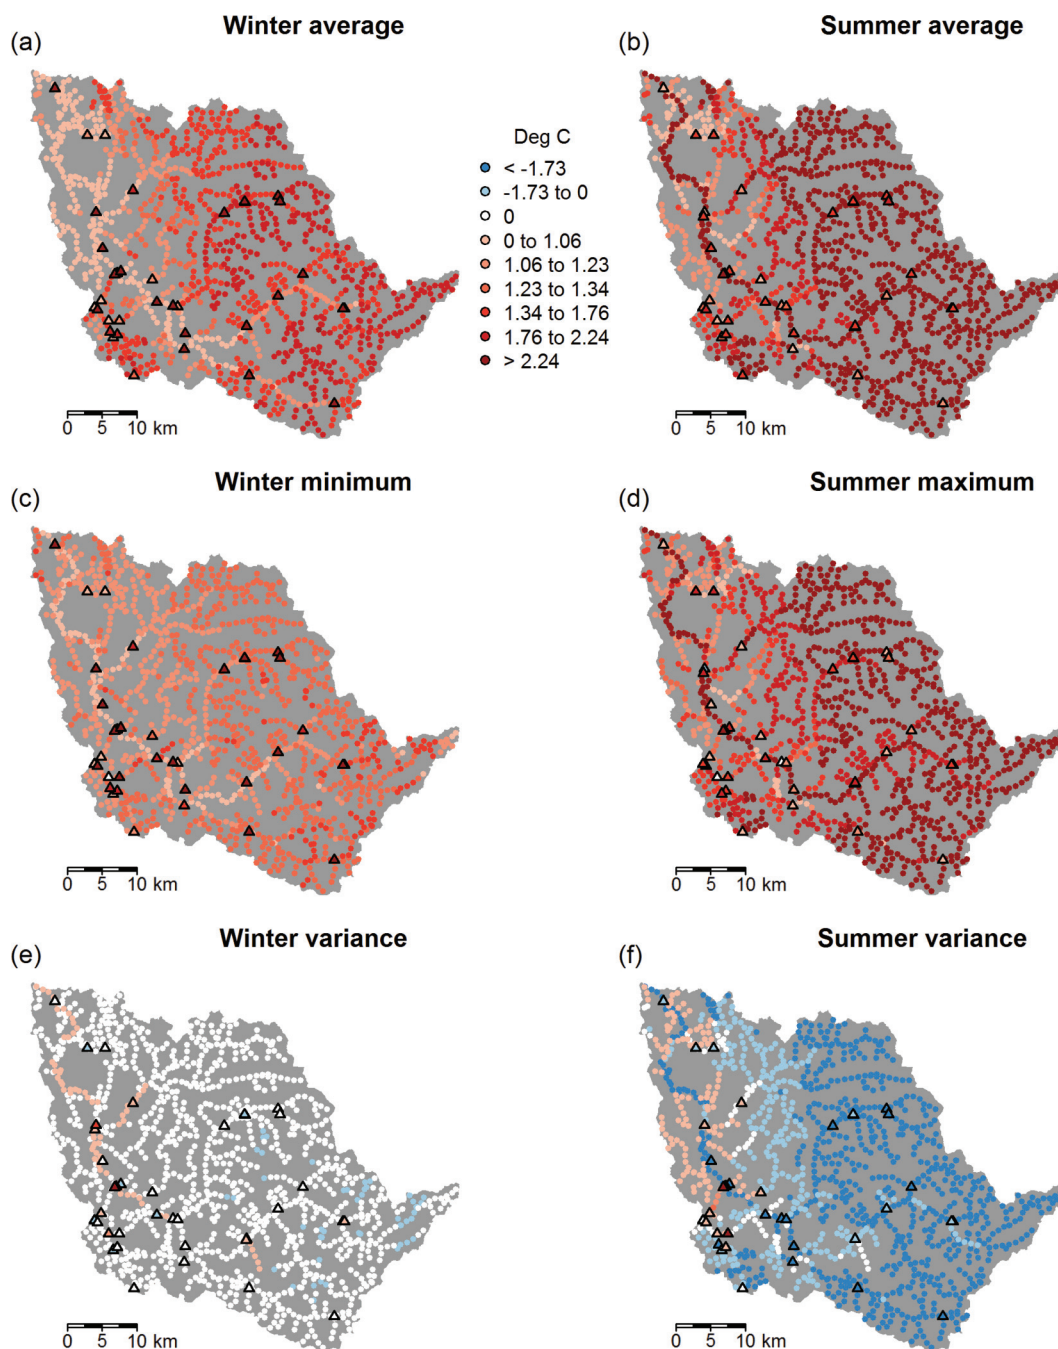 Winter average
Summer average
(a)
(b)
Deg C
< -1.73
-1.73 to 0
0
0 to 1.06
1.06 to 1.23
1.23 to 1.34
1.34 to 1.76
1.76 to 2.24
> 2.24
0 5 10 km
0 5 10 km
Winter minimum
Summer maximum
(c)
(d)
0 5 10 km
0 5 10 km
Winter variance
Summer variance
(e)
(f)
0 5 10 km
0 5 10 km